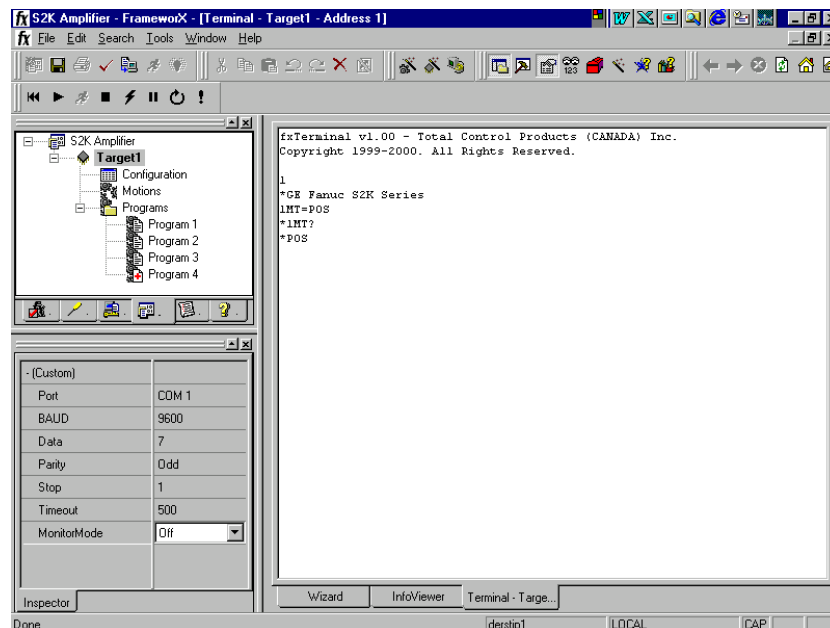 S2K Amplifier - FrameworX - [Terminal - Target1 - Address 1]
File Edit Search Tools Window Help
S2K Amplifier
Target1
Configuration
Motions
Programs
Program 1
Program 2
Program 3
Program 4
- (Custom)
Port COM 1
BAUD 9600
Data 7
Parity Odd
Stop 1
Timeout 500
MonitorMode Off
Inspector
fxTerminal v1.00 - Total Control Products (CANADA) Inc.
Copyright 1999-2000. All Rights Reserved.
1
*GE Fanuc S2K Series
1MT=POS
*1MT?
*POS
Wizard InfoViewer Terminal - Targe...
Done derstip1 LOCAL CAP